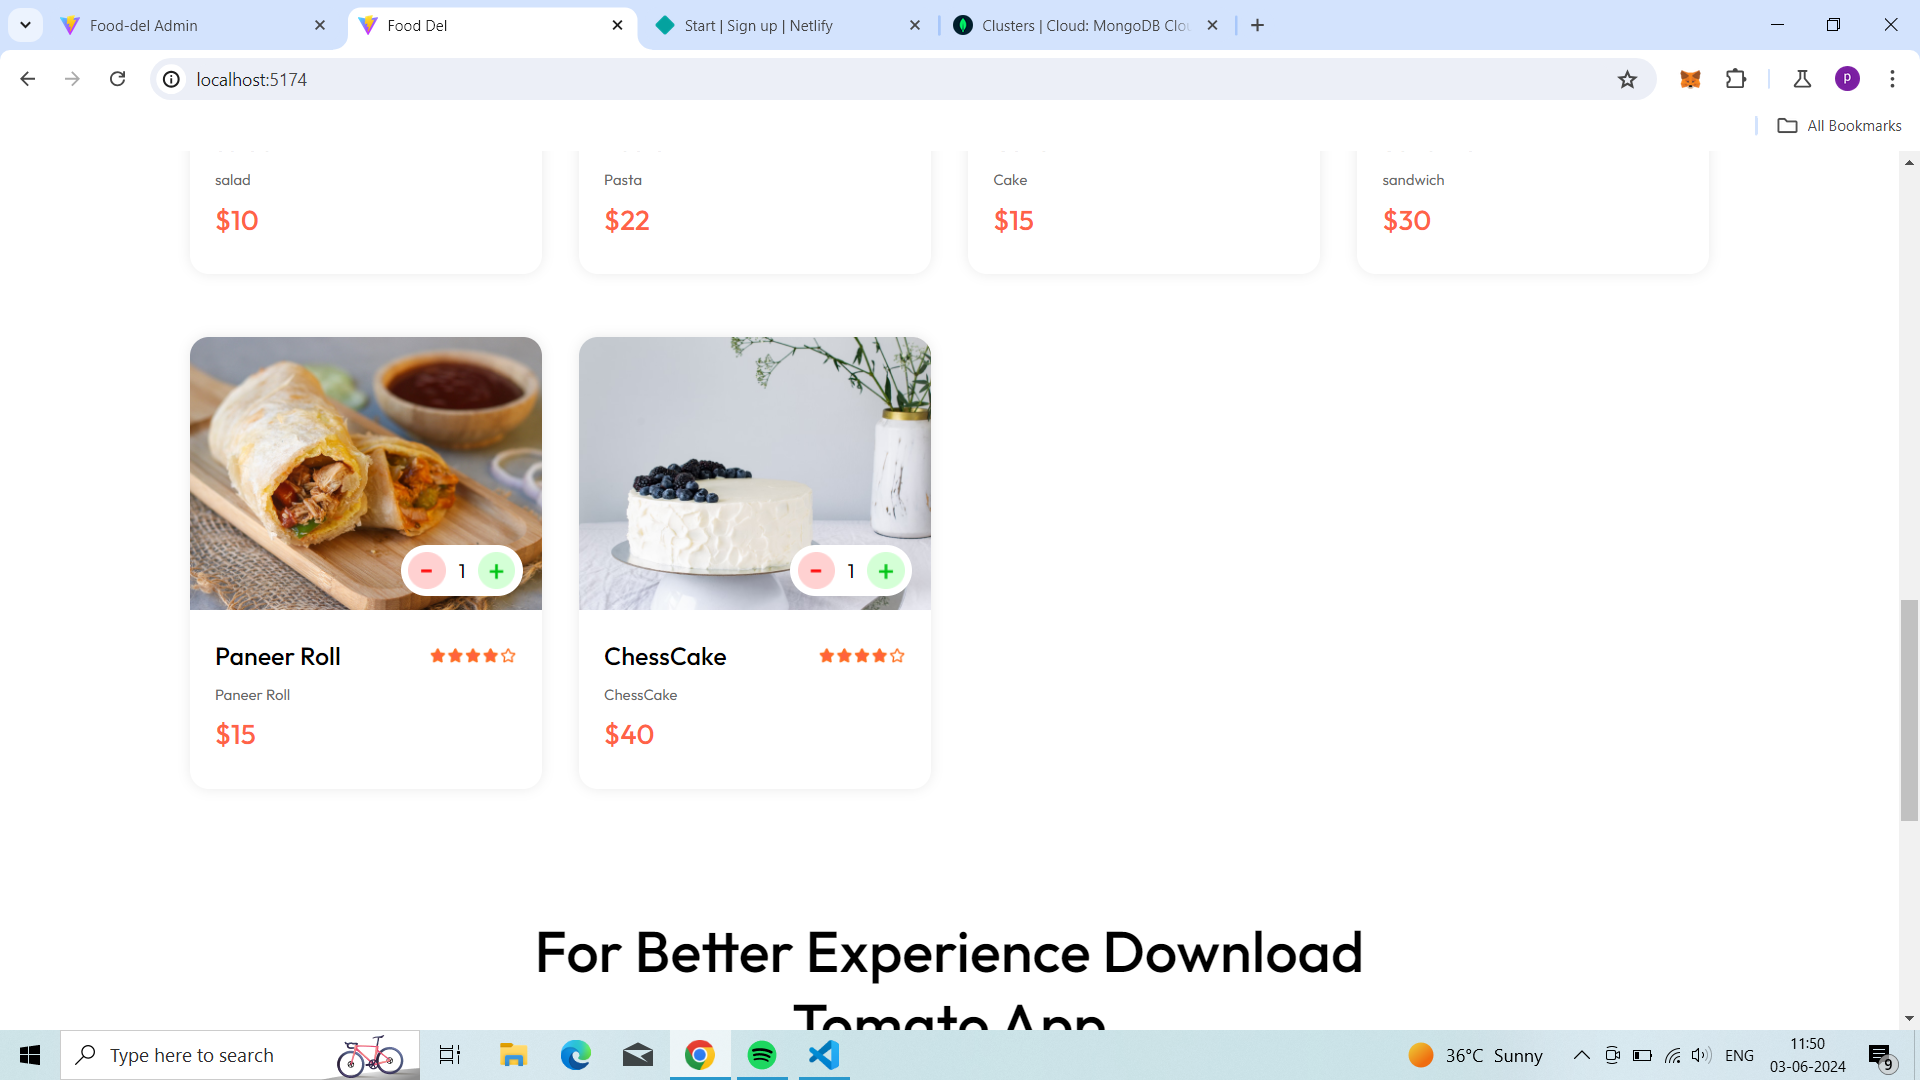 Food-del Admin
Food Del
Start | Sign up | Netlify
Clusters | Cloud: MongoDB Clo
localhost:5174
P
All Bookmarks
salad
Pasta
Cake
sandwich
$10
$22
$15
$30
- 1 +
- 1 +
Paneer Roll
ChessCake
Paneer Roll
ChessCake
$15
$40
For Better Experience Download
Tomato App
Type here to search
36°C Sunny
ENG
11:50
03-06-2024
9